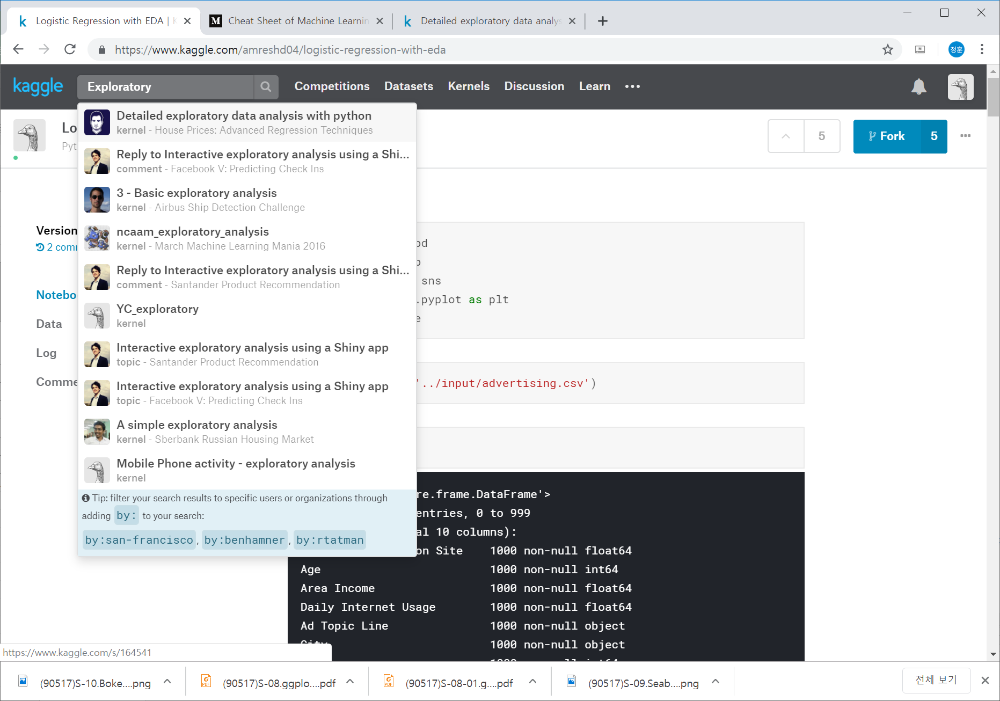 Logistic Regression with EDA | K
Cheat Sheet of Machine Learnin
Detailed exploratory data analys
https://www.kaggle.com/amreshd04/logistic-regression-with-eda
정훈
kaggle
Exploratory
Competitions
Datasets
Kernels
Discussion
Learn
Lo
Pyt
5
Fork
5
Detailed exploratory data analysis with python
kernel - House Prices: Advanced Regression Techniques
Reply to Interactive exploratory analysis using a Shi...
comment - Facebook V: Predicting Check Ins
3 - Basic exploratory analysis
kernel - Airbus Ship Detection Challenge
ncaam_exploratory_analysis
kernel - March Machine Learning Mania 2016
Reply to Interactive exploratory analysis using a Shi...
comment - Santander Product Recommendation
YC_exploratory
kernel
Interactive exploratory analysis using a Shiny app
topic - Santander Product Recommendation
Interactive exploratory analysis using a Shiny app
topic - Facebook V: Predicting Check Ins
A simple exploratory analysis
kernel - Sberbank Russian Housing Market
Mobile Phone activity - exploratory analysis
kernel
Tip: filter your search results to specific users or organizations through
adding by: to your search:
by:san-francisco, by:benhamner, by:rtatman
Version
2 comm
Notebo
Data
Log
Comme
pd
sns
.pyplot as plt
e
'../input/advertising.csv')
re.frame.DataFrame'>
entries, 0 to 999
al 10 columns):
on Site 1000 non-null float64
Age 1000 non-null int64
Area Income 1000 non-null float64
Daily Internet Usage 1000 non-null float64
Ad Topic Line 1000 non-null object
City 1000 non-null object
https://www.kaggle.com/s/164541
(90517)S-10.Boke....png
(90517)S-08.ggplo....pdf
(90517)S-08-01.g....pdf
(90517)S-09.Seab....png
전체 보기